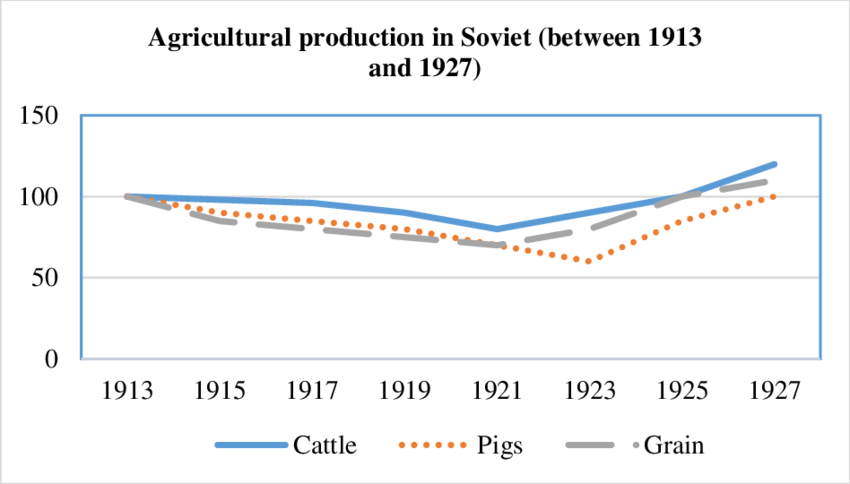 Agricultural production in Soviet (between 1913
and 1927)
150
100
50
0
1913 1915 1917 1919 1921 1923 1925 1927
Cattle Pigs Grain